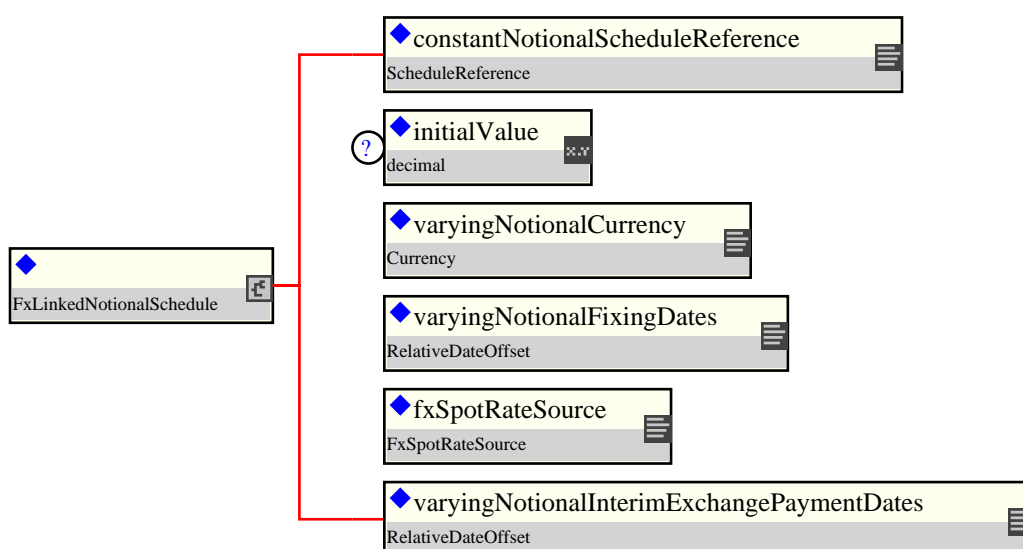 constantNotionalScheduleReference
ScheduleReference
?
initialValue
x.Y
decimal
varyingNotionalCurrency
Currency
FxLinkedNotionalSchedule
varyingNotionalFixingDates
RelativeDateOffset
fxSpotRateSource
FxSpotRateSource
varyingNotionalInterimExchangePaymentDates
RelativeDateOffset